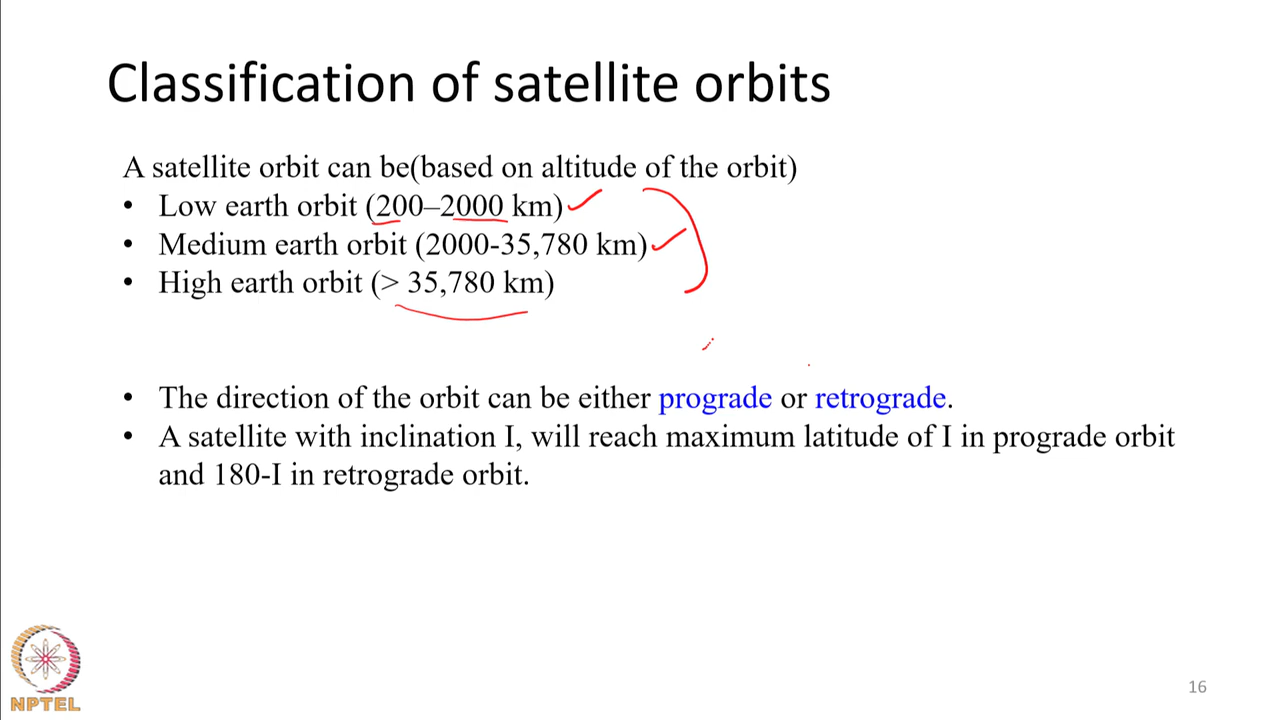 Classification of satellite orbits
A satellite orbit can be(based on altitude of the orbit)
• Low earth orbit (200–2000 km)
• Medium earth orbit (2000-35,780 km)
• High earth orbit (> 35,780 km)
• The direction of the orbit can be either prograde or retrograde.
• A satellite with inclination I, will reach maximum latitude of I in prograde orbit
and 180-I in retrograde orbit.
NPTEL
16